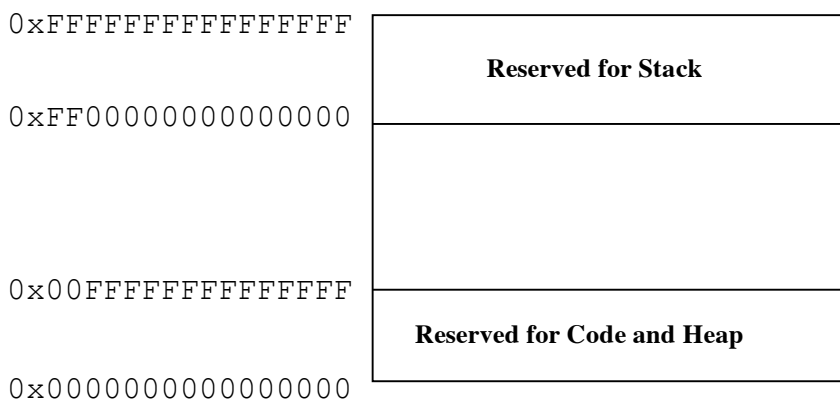 0xFFFFFFFFFFFFFFFF
Reserved for Stack
0xFF00000000000000
0x00FFFFFFFFFFFFFF
Reserved for Code and Heap
0x0000000000000000